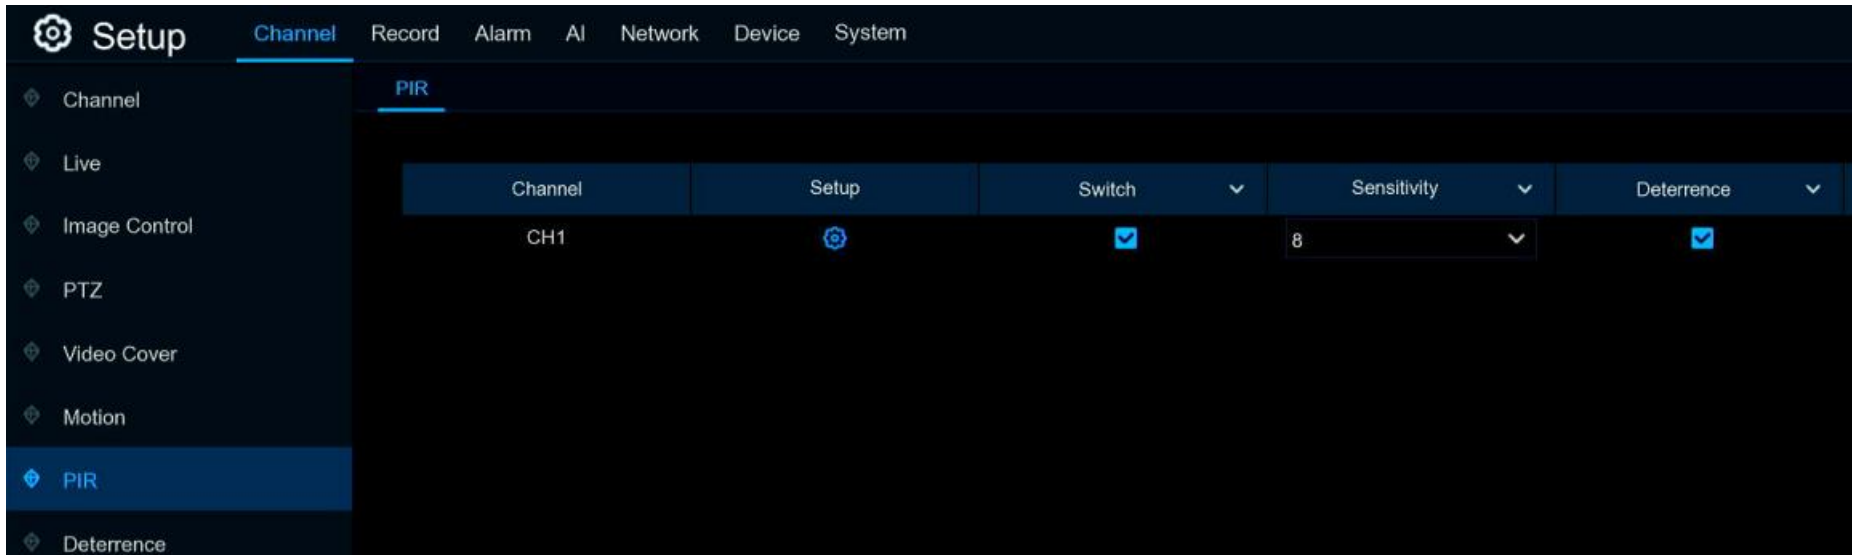 Setup Channel Record Alarm AI Network Device System
Channel
PIR
Live
Channel Setup Switch Sensitivity Deterrence
Image Control
CH1 8
PTZ
Video Cover
Motion
PIR
Deterrence